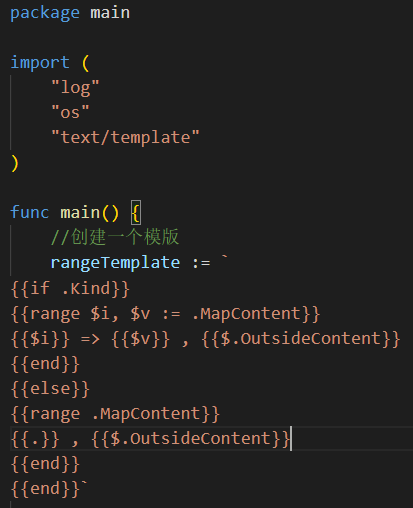 package main
import (
"log"
"os"
"text/template"
)
func main() {
//创建一个模版
rangeTemplate := `
{{if .Kind}}
{{range $i, $v := .MapContent}}
{{$i}} => {{$v}} , {{$.OutsideContent}}
{{end}}
{{else}}
{{range .MapContent}}
{{.}} , {{$.OutsideContent}}
{{end}}
{{end}}`